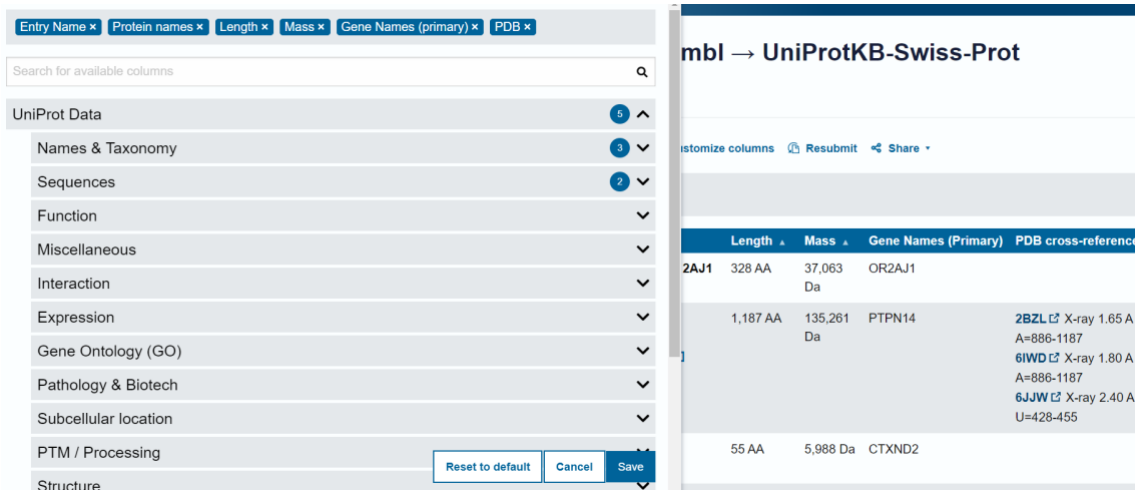 Entry Name × Protein names × Length × Mass × Gene Names (primary) × PDB ×
Search for available columns
UniProt Data 5
Names & Taxonomy 3
Sequences 2
Function
Miscellaneous
Interaction
Expression
Gene Ontology (GO)
Pathology & Biotech
Subcellular location
PTM / Processing
Structure
Reset to default Cancel Save
mbl → UniProtKB-Swiss-Prot
stomize columns Resubmit Share
Length Mass Gene Names (Primary) PDB cross-reference
2AJ1 328 AA 37,063 OR2AJ1
Da
1,187 AA 135,261 PTPN14 2BZL X-ray 1.65 A
Da A=886-1187
6IWD X-ray 1.80 A
A=886-1187
6JJW X-ray 2.40 A
U=428-455
55 AA 5,988 Da CTXND2